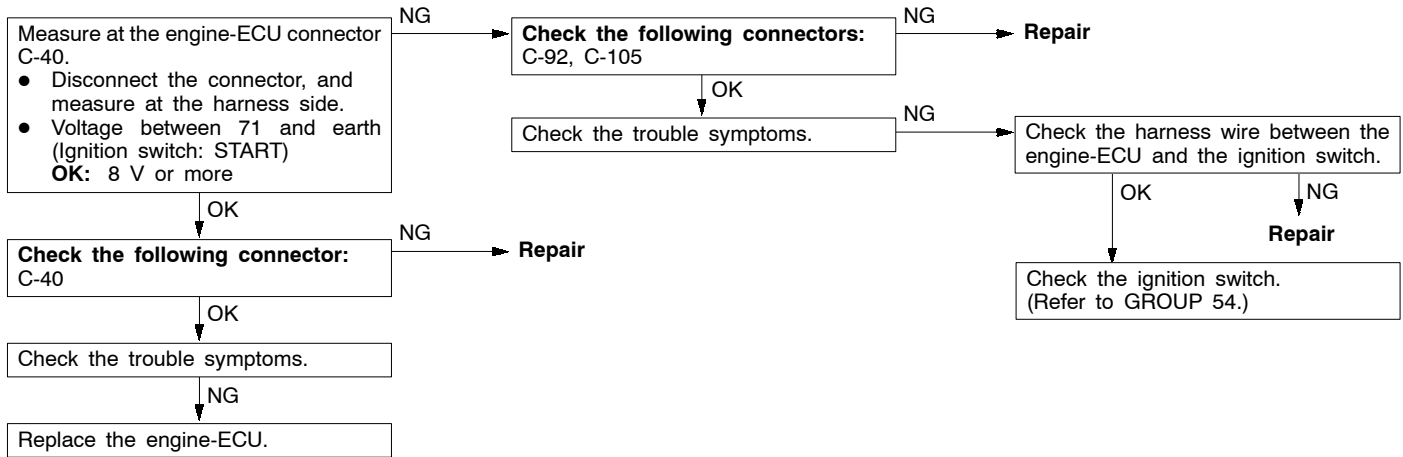 Measure at the engine-ECU connector
C-40.
● Disconnect the connector, and
measure at the harness side.
● Voltage between 71 and earth
(Ignition switch: START)
OK: 8 V or more
NG
Check the following connectors:
C-92, C-105
NG
Repair
OK
Check the trouble symptoms.
NG
Check the harness wire between the
engine-ECU and the ignition switch.
OK
NG
Repair
Check the ignition switch.
(Refer to GROUP 54.)
OK
Check the following connector:
C-40
NG
Repair
OK
Check the trouble symptoms.
NG
Replace the engine-ECU.